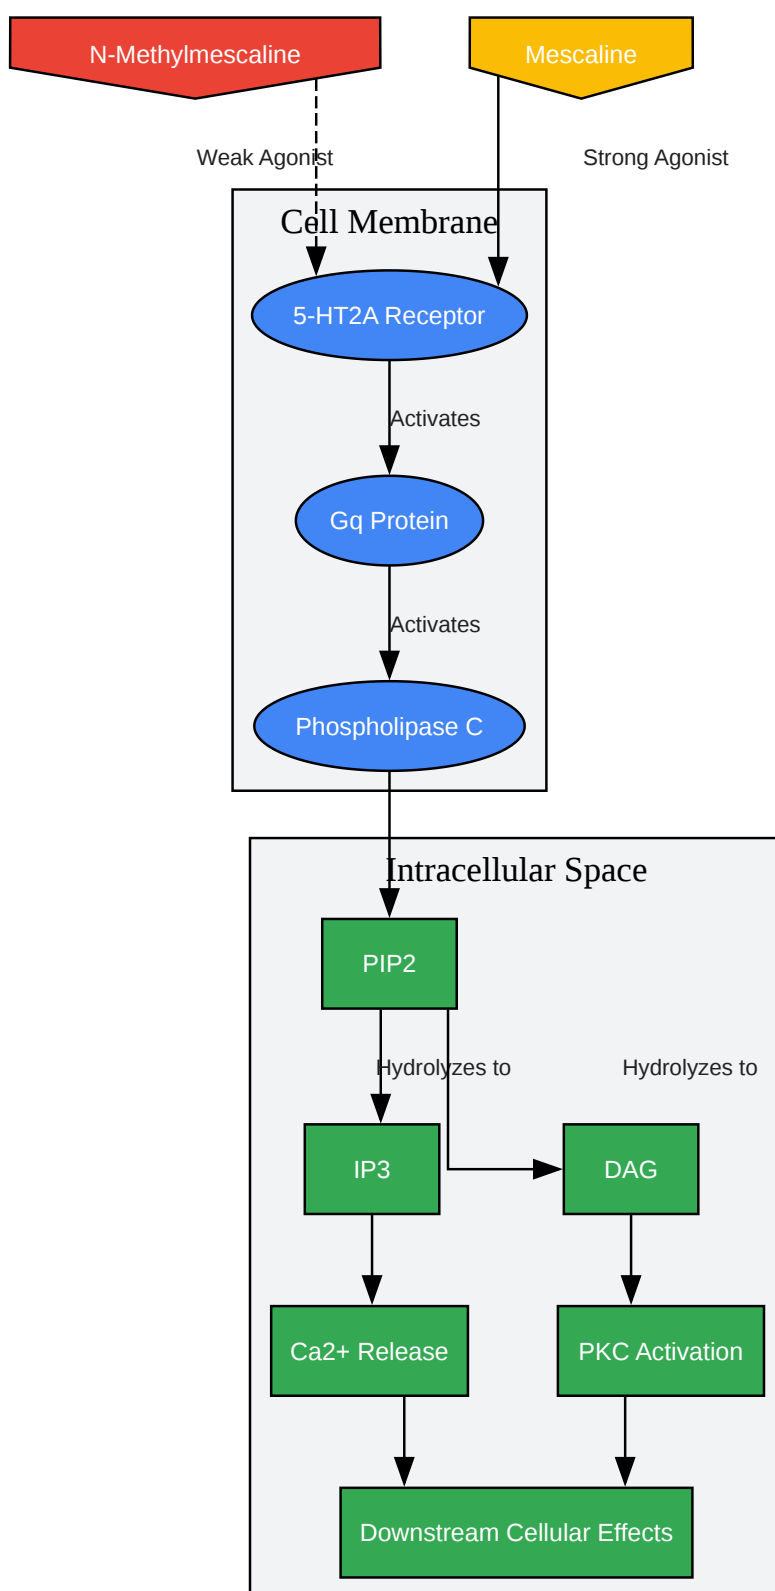 N-Methylmescaline
Mescaline
Weak Agonist
Strong Agonist
Cell Membrane
5-HT2A Receptor
Activates
Gq Protein
Activates
Phospholipase C
Intracellular Space
PIP2
Hydrolyzes to
Hydrolyzes to
IP3
DAG
Ca2+ Release
PKC Activation
Downstream Cellular Effects